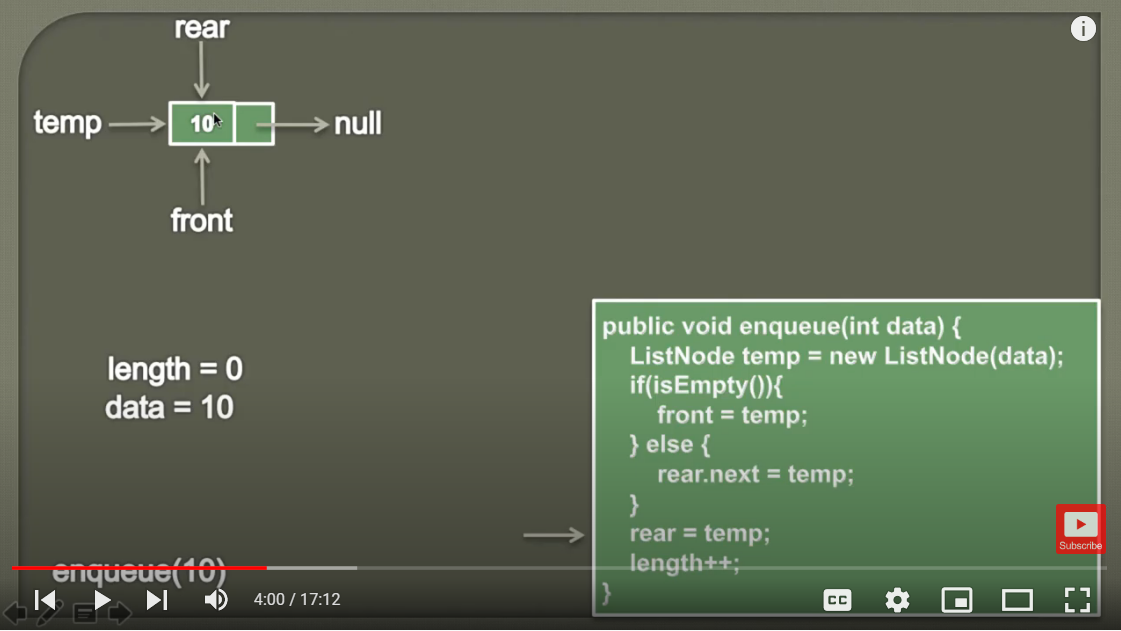 rear
temp
10
null
front
length = 0
data = 10
enqueue(10)
public void enqueue(int data) {
ListNode temp = new ListNode(data);
if(isEmpty()){
front = temp;
} else {
rear.next = temp;
}
rear = temp;
length++;
}
Subscribe
4:00 / 17:12
CC
i